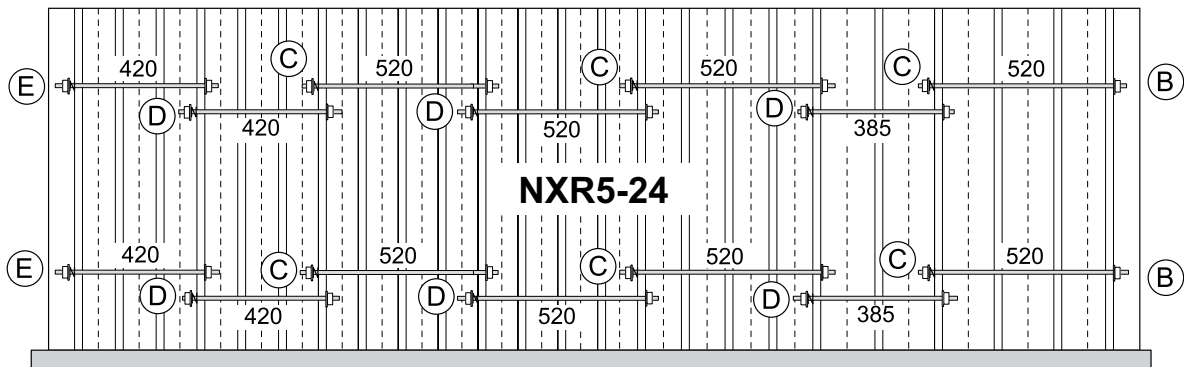 420 C 520 C 520 C 520
E B
D 420 D 520 D 385
NXR5-24
420 520 520 520
E C C C B
D 420 D 520 D 385